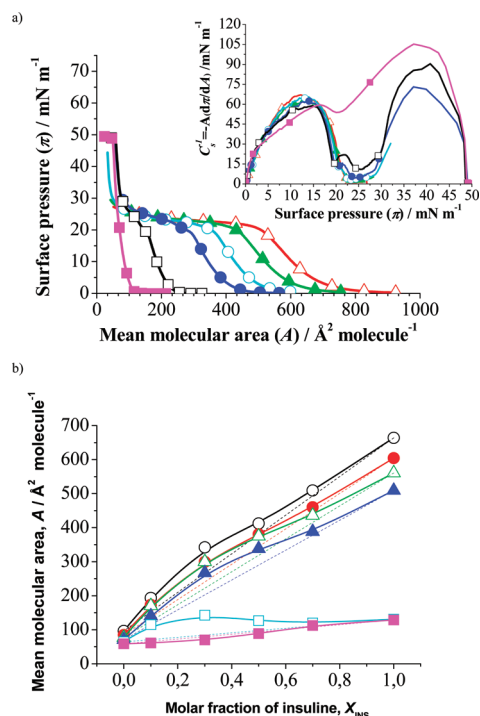 a)
Surface pressure (π) / mN m-1
70
60
50
40
30
20
10
0
0 200 400 600 800 1000
Mean molecular area (A) / Å2 molecule-1
Cs-1=-A(dπ/dA) / mN m-1
120
105
90
75
60
45
30
15
0
0 5 10 15 20 25 30 35 40 45 50
Surface pressure (π) / mN m-1
b)
Mean molecular area, A / Å2 molecule-1
700
600
500
400
300
200
100
0
0,0 0,2 0,4 0,6 0,8 1,0
Molar fraction of insuline, XINS